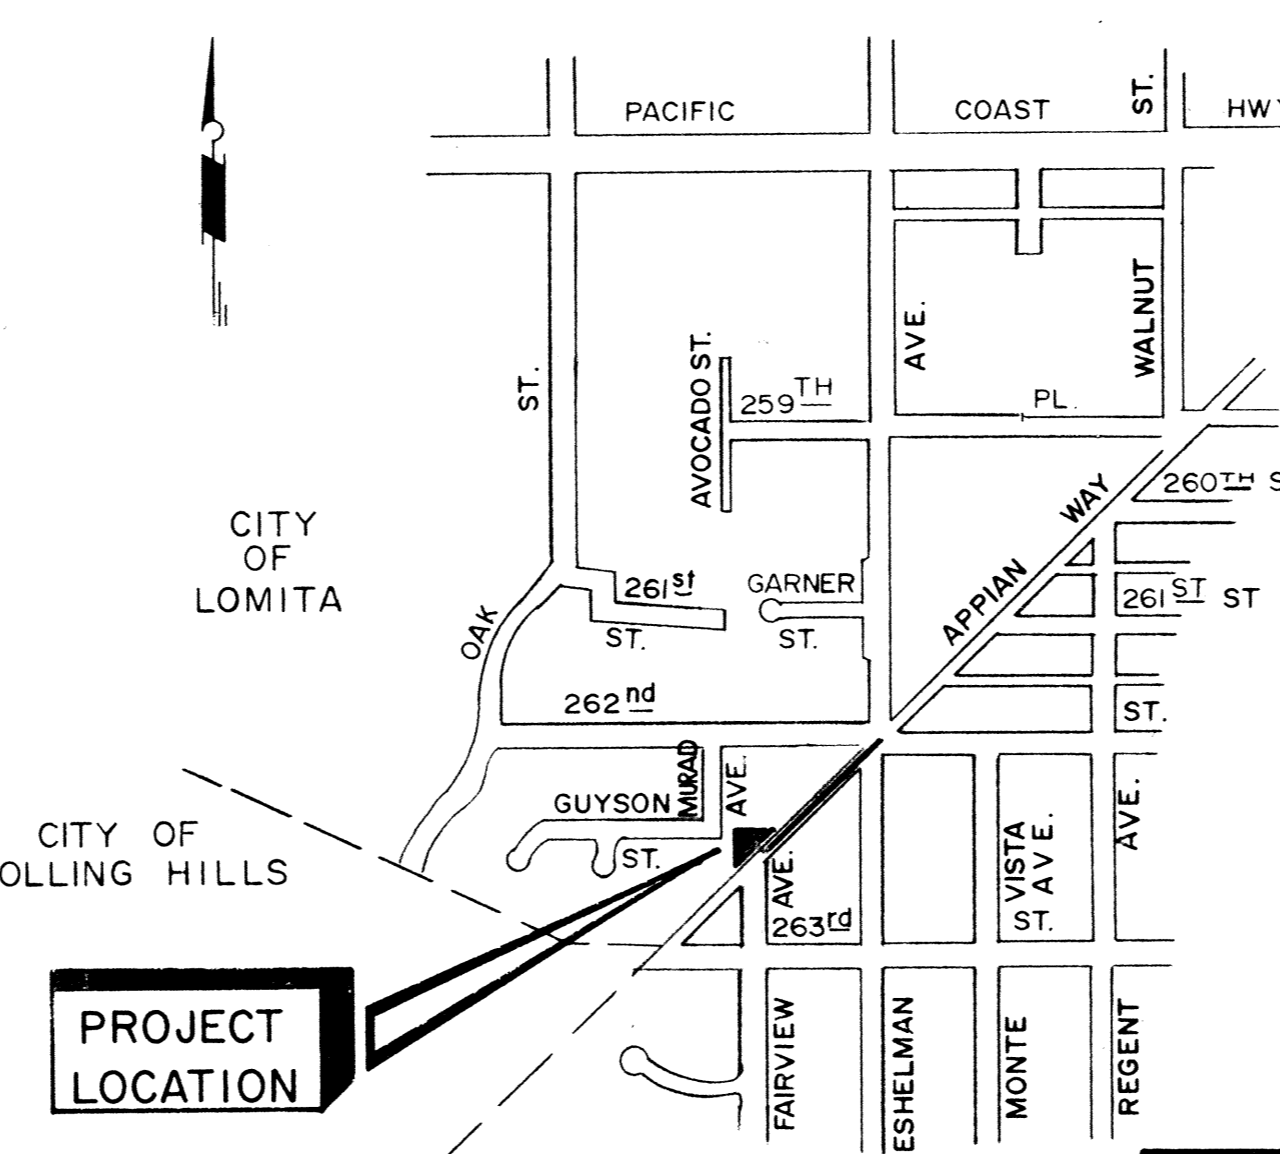 PACIFIC COAST ST. HWY
AVE.
WALNUT
ST.
AVOCADO ST.
259TH
PL.
260TH S
WAY
APPIAN
CITY
OF
LOMITA
261st
ST.
GARNER
ST.
261ST ST
OAK
262nd
ST.
MURAD
AVE.
GUYSON
ST.
AVE.
263rd
VISTA
AVE.
ST.
AVE.
CITY OF
OLLING HILLS
PROJECT
LOCATION
FAIRVIEW
ESHELMAN
MONTE
REGENT